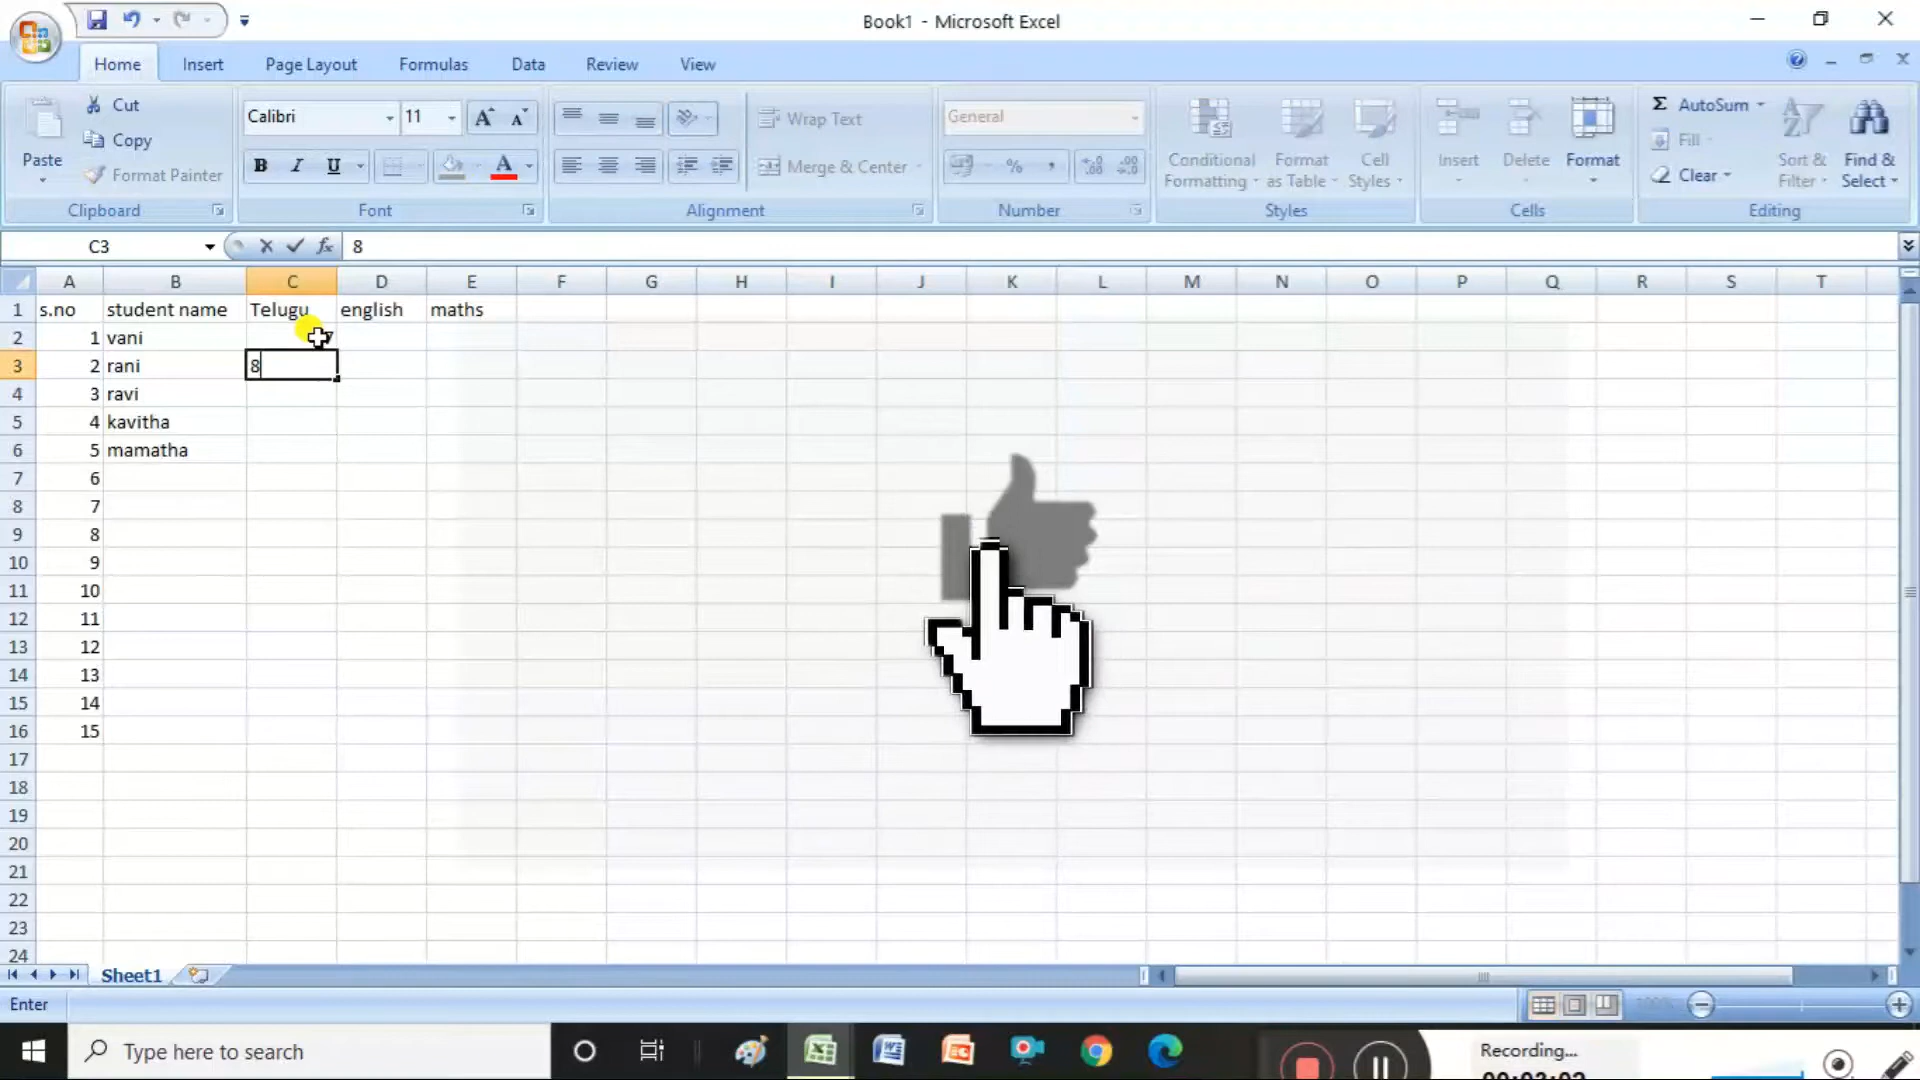 Book1 - Microsoft Excel
Home Insert Page Layout Formulas Data Review View
Paste
Cut
Copy
Format Painter
Clipboard
Calibri 11
B I U
Font
Wrap Text
Merge & Center
Alignment
General
%
Number
Conditional Formatting
Format as Table
Cell Styles
Styles
Insert Delete Format
Cells
AutoSum
Fill
Clear
Sort & Filter
Find & Select
Editing
C3 fx 8
A B C D E F G H I J K L M N O P Q R S T
1 s.no student name Telugu english maths
2 1 vani
3 2 rani 8
4 3 ravi
5 4 kavitha
6 5 mamatha
7 6
8 7
9 8
10 9
11 10
12 11
13 12
14 13
15 14
16 15
17
18
19
20
21
22
23
24
Sheet1
Enter
Type here to search
Recording...